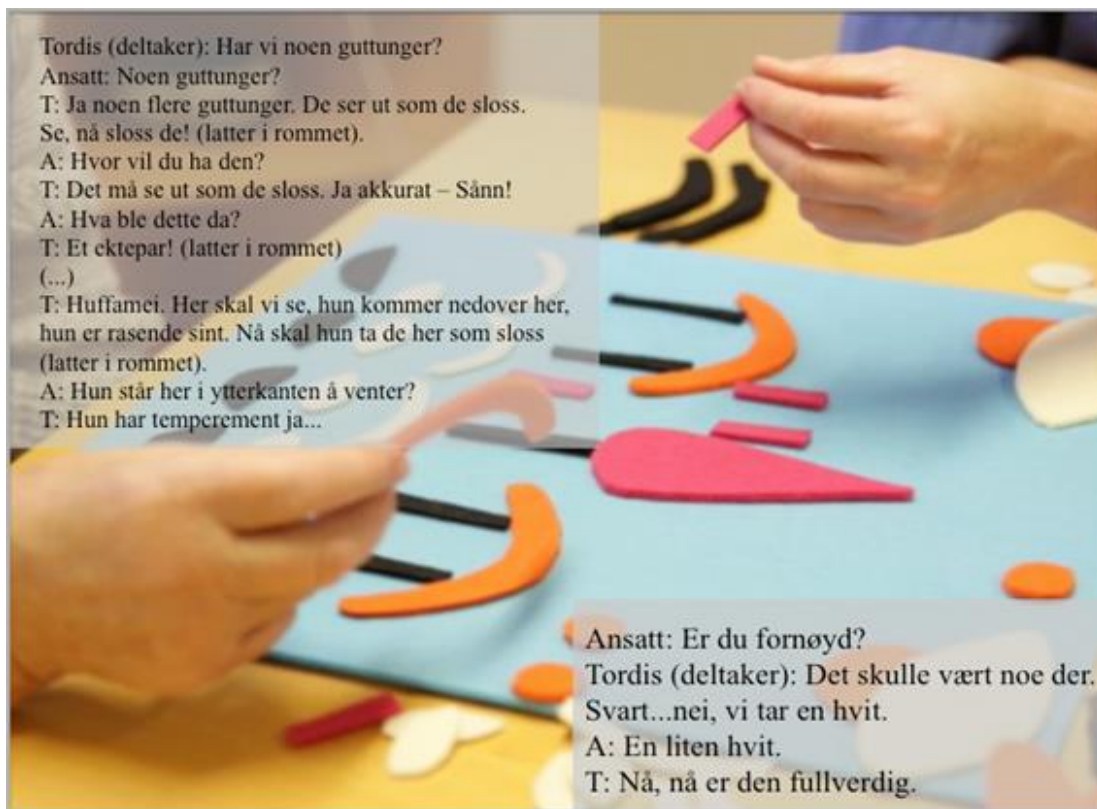 Tordis (deltaker): Har vi noen guttunger?
Ansatt: Noen guttunger?
T: Ja noen flere guttunger. De ser ut som de sloss.
Se, nå sloss de! (latter i rommet).
A: Hvor vil du ha den?
T: Det må se ut som de sloss. Ja akkurat – Sånn!
A: Hva ble dette da?
T: Et ektepar! (latter i rommet)
(...)
T: Huffamei. Her skal vi se, hun kommer nedover her,
hun er rasende sint. Nå skal hun ta de her som sloss
(latter i rommet).
A: Hun står her i ytterkanten å venter?
T: Hun har temperement ja...
Ansatt: Er du fornøyd?
Tordis (deltaker): Det skulle vært noe der.
Svart...nei, vi tar en hvit.
A: En liten hvit.
T: Nå, nå er den fullverdig.